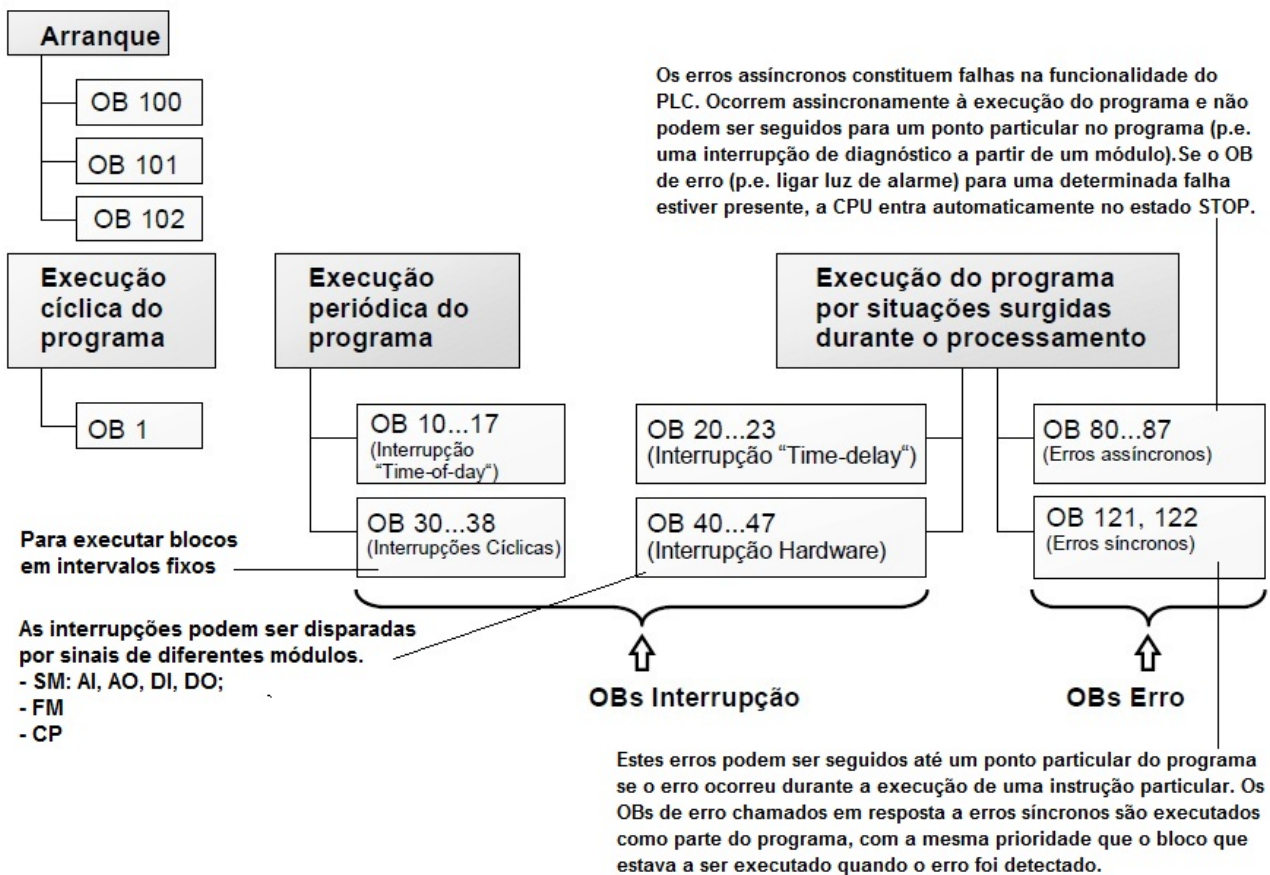 Arranque
OB 100
OB 101
OB 102
Os erros assíncronos constituem falhas na funcionalidade do
PLC. Ocorrem assincronamente à execução do programa e não
podem ser seguidos para um ponto particular no programa (p.e.
uma interrupção de diagnóstico a partir de um módulo).Se o OB
de erro (p.e. ligar luz de alarme) para uma determinada falha
estiver presente, a CPU entra automaticamente no estado STOP.
Execução
cíclica do
programa
OB 1
Execução
periódica do
programa
OB 10...17
(Interrupção
"Time-of-day“)
OB 30...38
(Interrupções Cíclicas)
Execução do programa
por situações surgidas
durante o processamento
OB 20...23
(Interrupção “Time-delay“)
OB 40...47
(Interrupção Hardware)
OB 80...87
(Erros assíncronos)
OB 121, 122
(Erros síncronos)
Para executar blocos
em intervalos fixos
As interrupções podem ser disparadas
por sinais de diferentes módulos.
- SM: AI, AO, DI, DO;
- FM
- CP
OBs Interrupção
OBs Erro
Estes erros podem ser seguidos até um ponto particular do programa
se o erro ocorreu durante a execução de uma instrução particular. Os
OBs de erro chamados em resposta a erros síncronos são executados
como parte do programa, com a mesma prioridade que o bloco que
estava a ser executado quando o erro foi detectado.